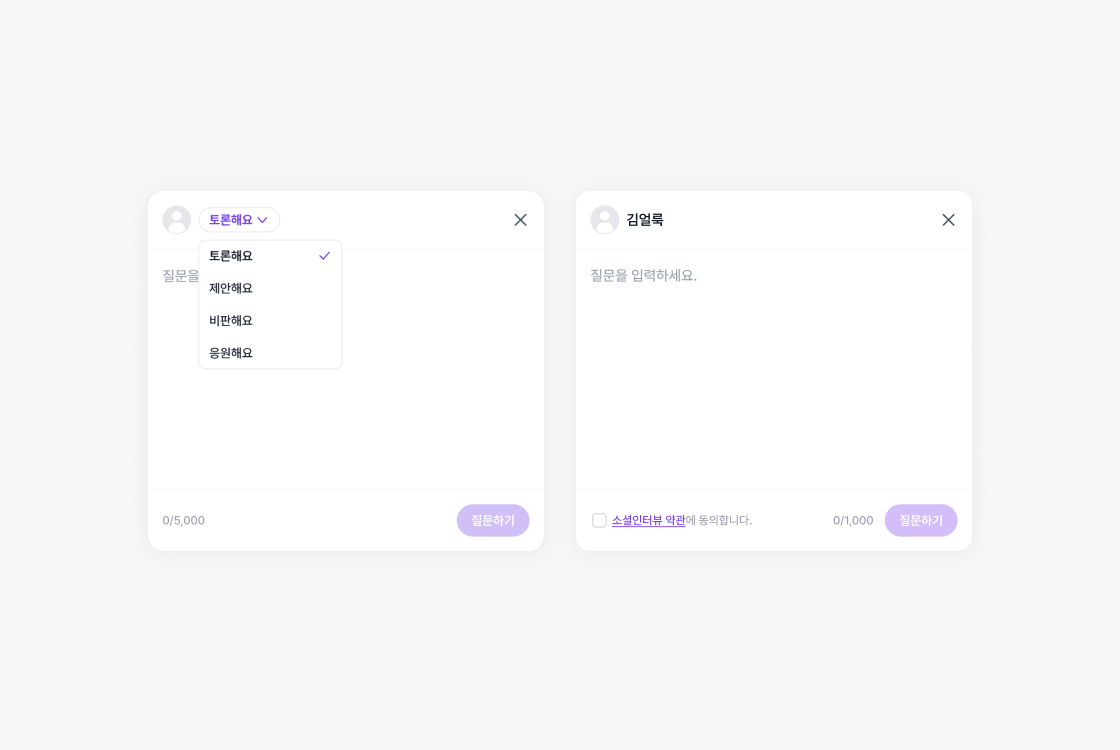 토론해요
토론해요
제안해요
비판해요
응원해요
질문을
0/5,000
질문하기
김얼룩
질문을 입력하세요.
소셜인터뷰 약관에 동의합니다.
0/1,000
질문하기